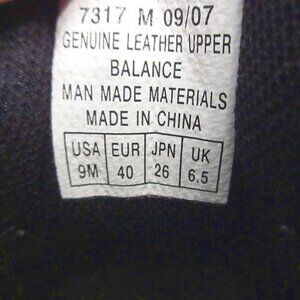 7317 M 09/07
GENUINE LEATHER UPPER
BALANCE
MAN MADE MATERIALS
MADE IN CHINA
USA EUR JPN UK
9M 40 26 6.5